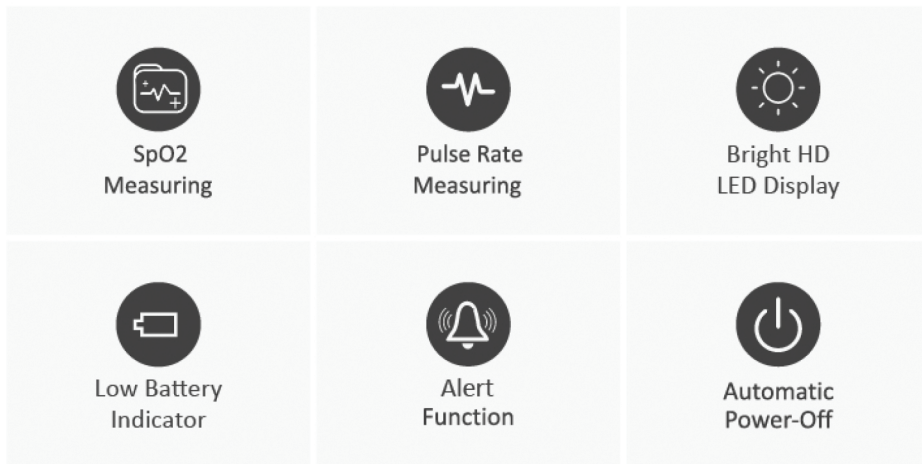 SpO2
Measuring
Pulse Rate
Measuring
Bright HD
LED Display
Low Battery
Indicator
Alert
Function
Automatic
Power-Off